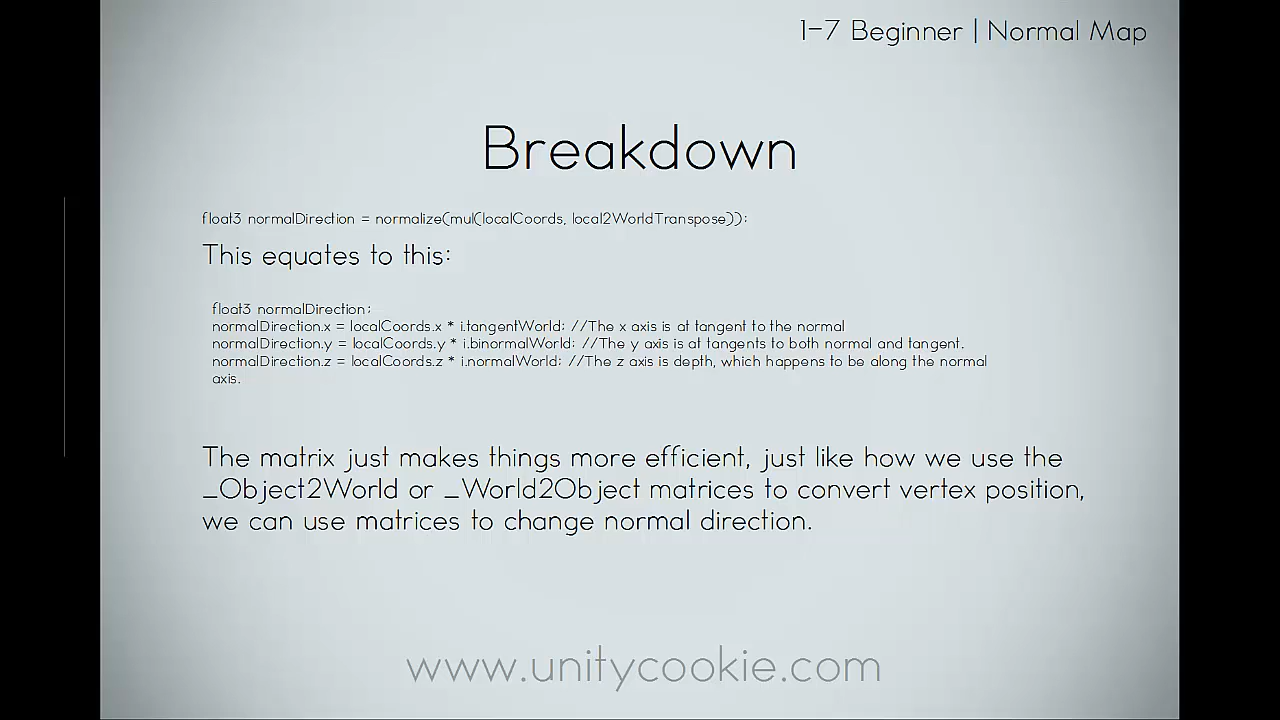 1-7 Beginner | Normal Map
Breakdown
float3 normalDirection = normalize(mul(localCoords, local2WorldTranspose));
This equates to this:
float3 normalDirection;
normalDirection.x = localCoords.x * i.tangentWorld; //The x axis is at tangent to the normal
normalDirection.y = localCoords.y * i.binormalWorld; //The y axis is at tangents to both normal and tangent.
normalDirection.z = localCoords.z * i.normalWorld; //The z axis is depth, which happens to be along the normal
axis.
The matrix just makes things more efficient, just like how we use the
_Object2World or _World2Object matrices to convert vertex position,
we can use matrices to change normal direction.
www.unitycookie.com